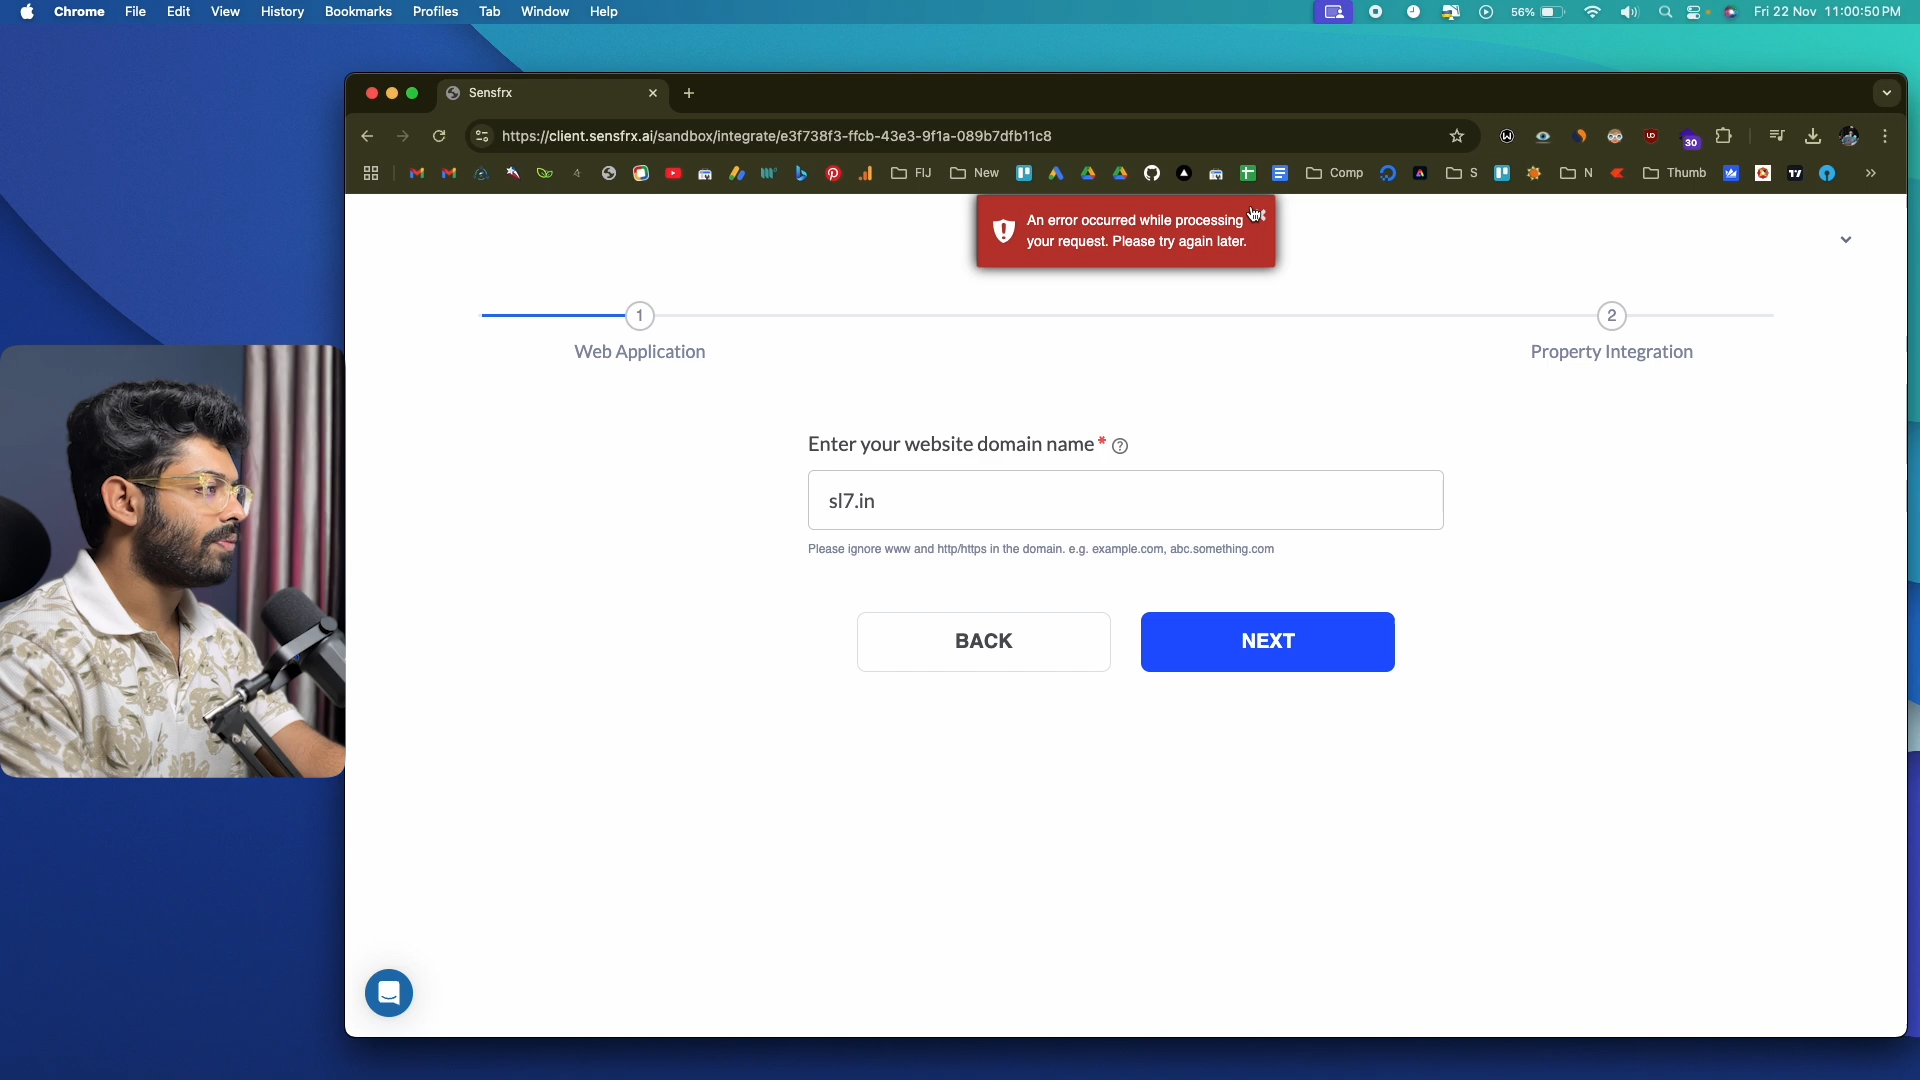 Chrome File Edit View History Bookmarks Profiles Tab Window Help 56% Fri 22 Nov 11:00:50 PM
Sensfrx
https://client.sensfrx.ai/sandbox/integrate/e3f738f3-ffcb-43e3-9f1a-089b7dfb11c8 30
FIJ New Comp S N Thumb
An error occurred while processing
your request. Please try again later.
1 2
Web Application Property Integration
Enter your website domain name *
sl7.in
Please ignore www and http/https in the domain. e.g. example.com, abc.something.com
BACK NEXT